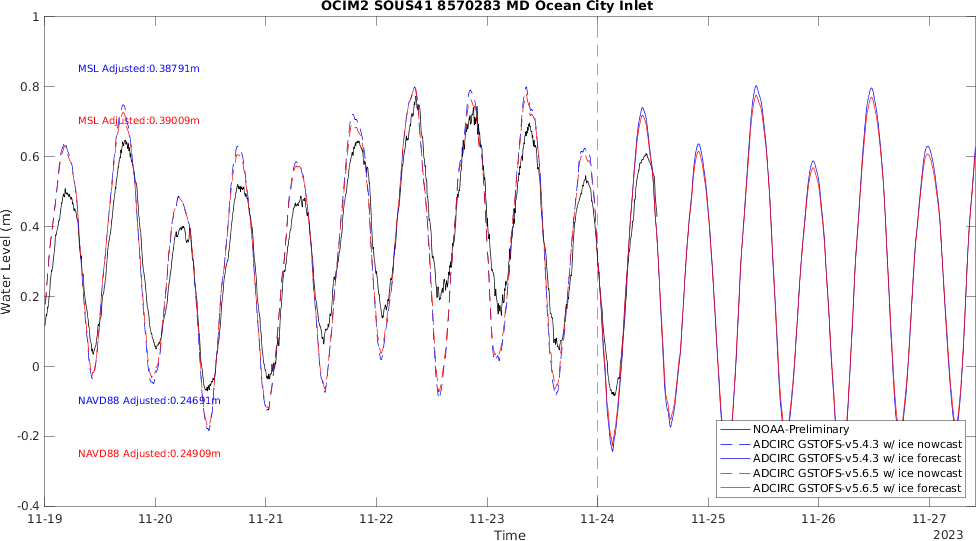 OCIM2 SOUS41 8570283 MD Ocean City Inlet
Water Level (m)
1
0.8
0.6
0.4
0.2
0
-0.2
-0.4
MSL Adjusted:0.38791m
MSL Adjusted:0.39009m
NAVD88 Adjusted:0.24691m
NAVD88 Adjusted:0.24909m
NOAA-Preliminary
ADCIRC GSTOFS-v5.4.3 w/ ice nowcast
ADCIRC GSTOFS-v5.4.3 w/ ice forecast
ADCIRC GSTOFS-v5.6.5 w/ ice nowcast
ADCIRC GSTOFS-v5.6.5 w/ ice forecast
11-19 11-20 11-21 11-22 11-23 11-24 11-25 11-26 11-27
Time
2023